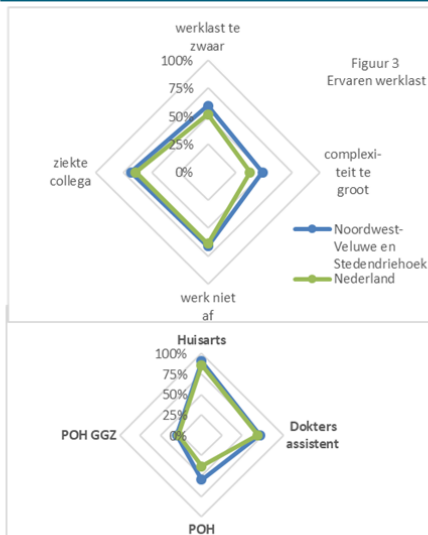 werklast te
zwaar
100%
75%
50%
25%
0%
Figuur 3
Ervaren werklast
ziekte
collega
complexi-
teit te
groot
Noordwest-
Veluwe en
Stedendriehoek
Nederland
werk niet
af
Huisarts
100%
75%
50%
25%
0%
POH GGZ
Dokters
assistent
POH